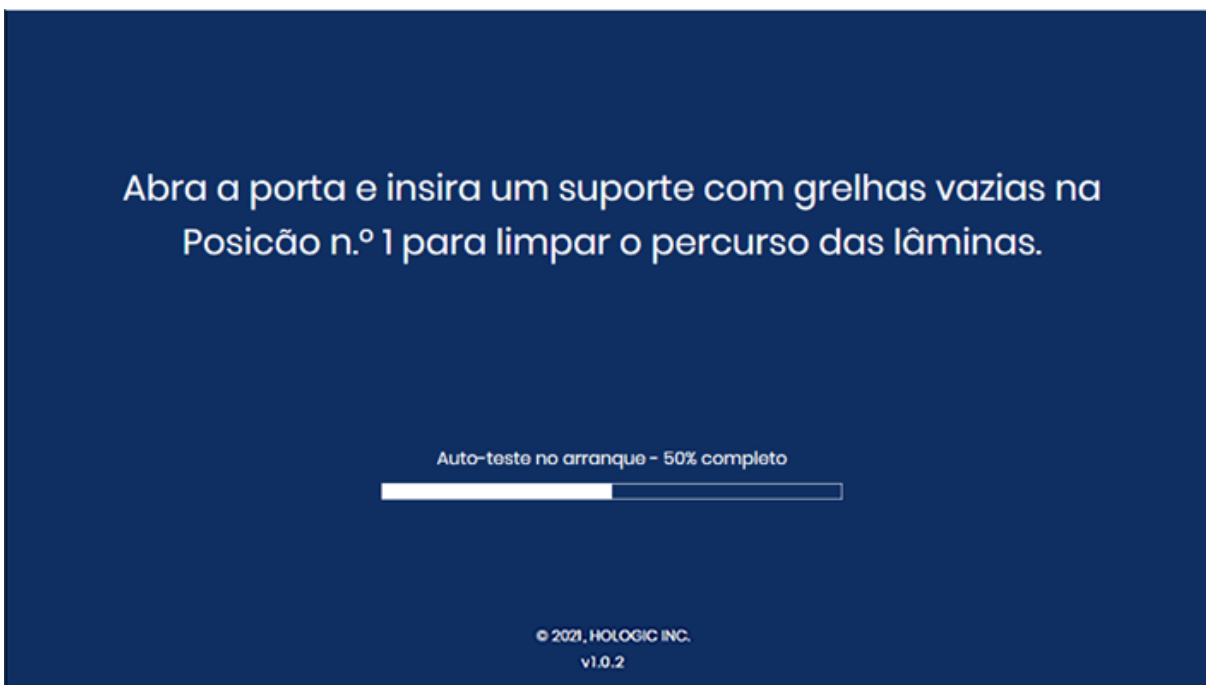 Abra a porta e insira um suporte com grelhas vazias na
Posicão n.º 1 para limpar o percurso das lâminas.
Auto-teste no arranque - 50% completo
© 2021, HOLOGIC INC.
v1.0.2